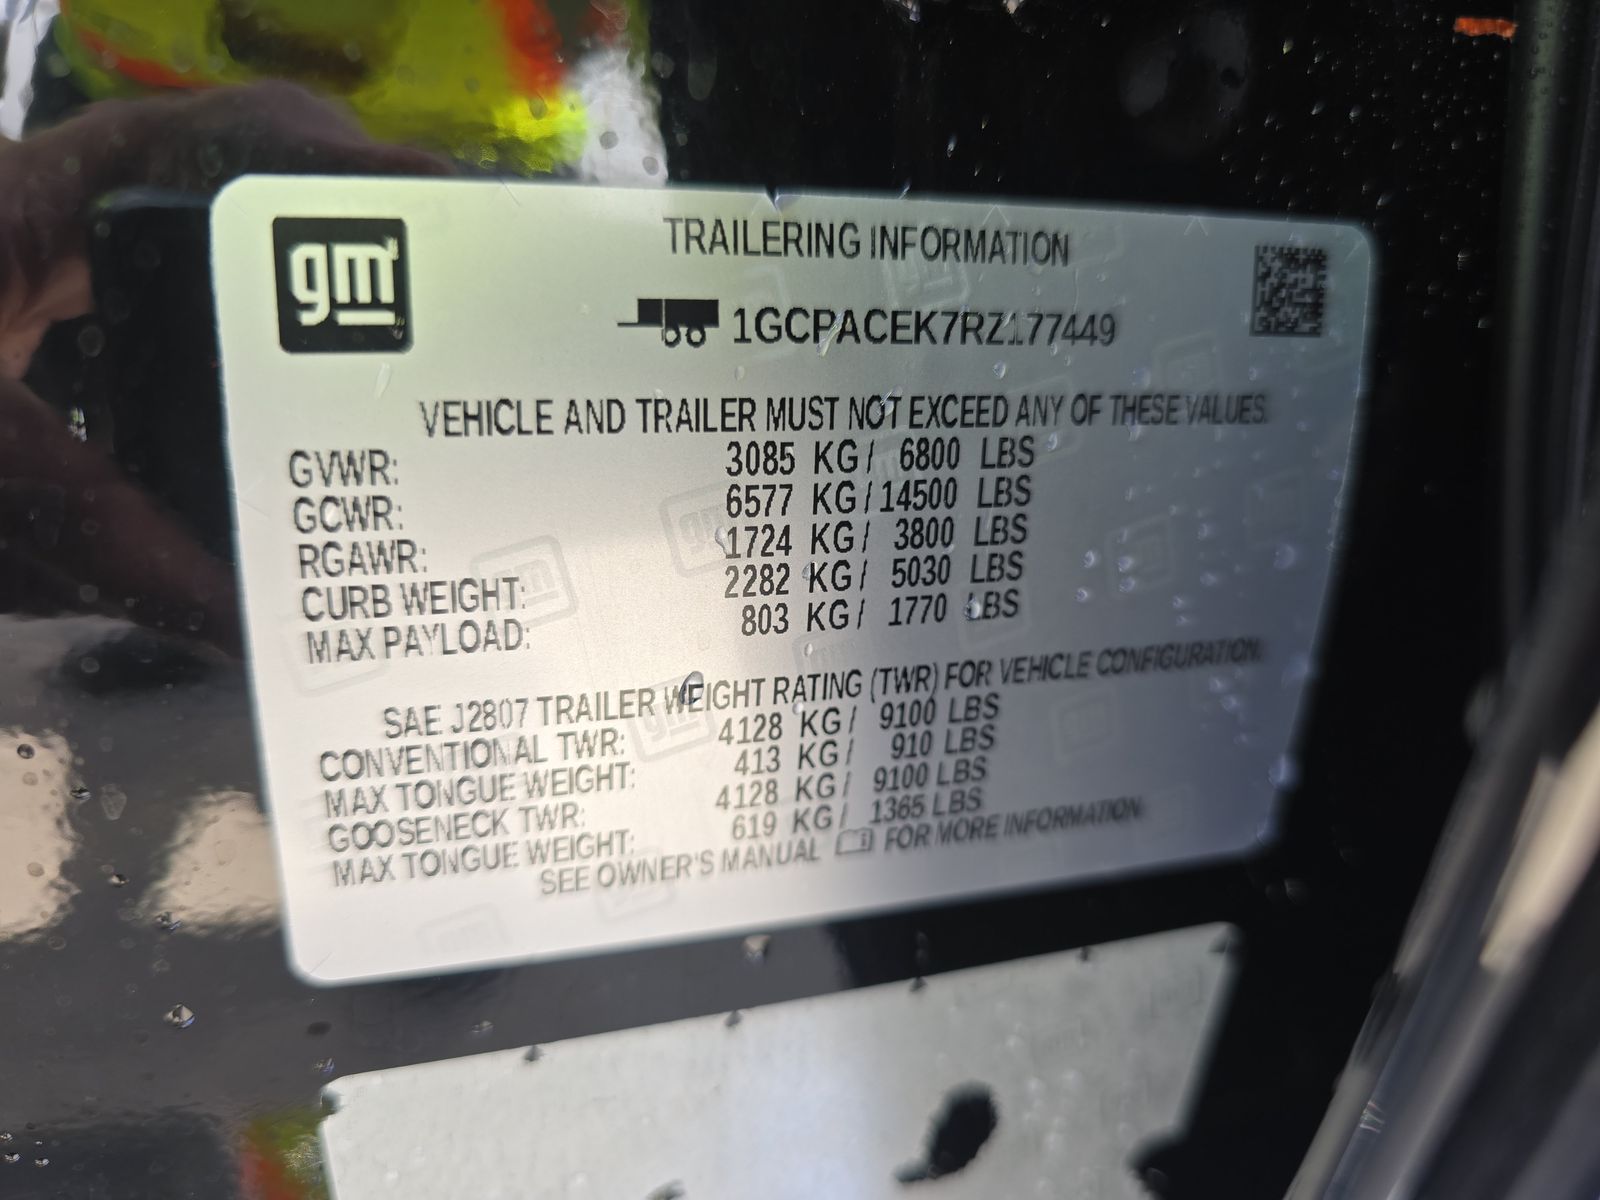 gm
TRAILERING INFORMATION
1GCPACEK7RZ177449
VEHICLE AND TRAILER MUST NOT EXCEED ANY OF THESE VALUES.
GVWR: 3085 KG/ 6800 LBS
GCWR: 6577 KG/ 14500 LBS
RGAWR: 1724 KG/ 3800 LBS
CURB WEIGHT: 2282 KG/ 5030 LBS
MAX PAYLOAD: 803 KG/ 1770 LBS
SAE J2807 TRAILER WEIGHT RATING (TWR) FOR VEHICLE CONFIGURATION.
CONVENTIONAL TWR: 4128 KG/ 9100 LBS
MAX TONGUE WEIGHT: 413 KG/ 910 LBS
GOOSENECK TWR: 4128 KG/ 9100 LBS
MAX TONGUE WEIGHT: 619 KG/ 1365 LBS
SEE OWNER'S MANUAL FOR MORE INFORMATION.